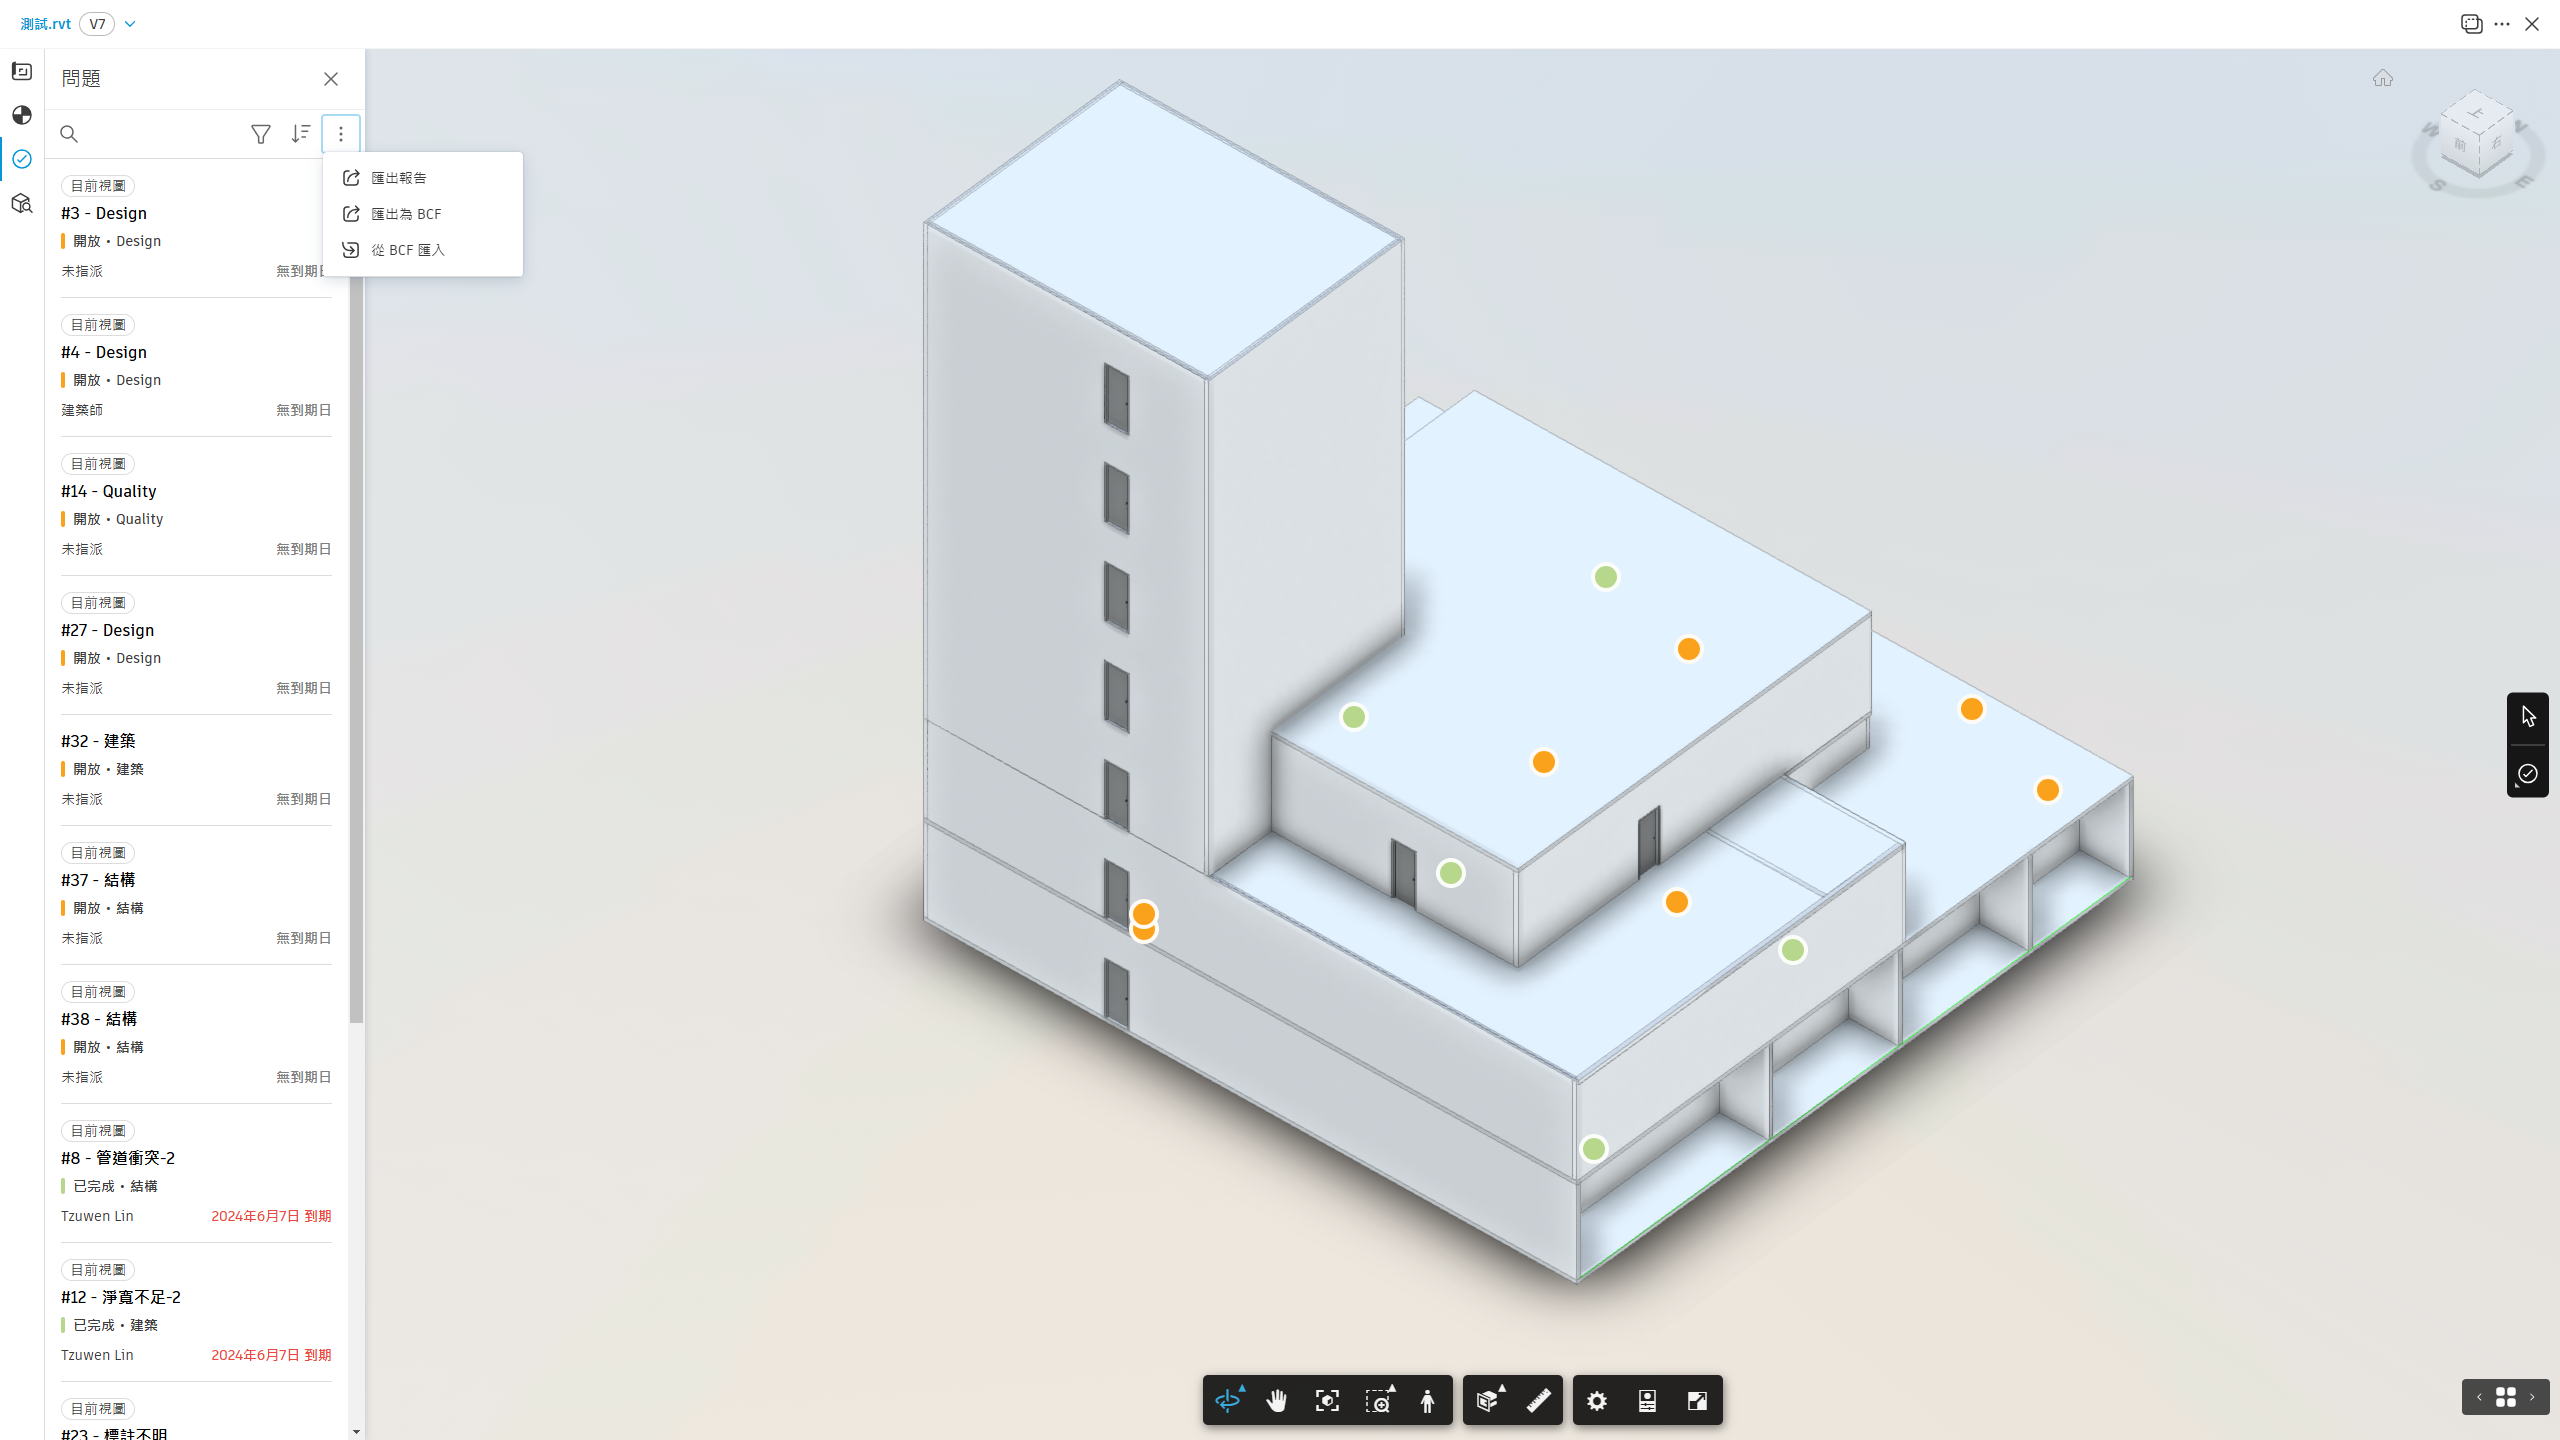 測試.rvt V7
問題
匯出報告
匯出為 BCF
從 BCF 匯入
目前視圖
#3 - Design
開放 • Design
未指派 無到期日
目前視圖
#4 - Design
開放 • Design
建築師 無到期日
目前視圖
#14 - Quality
開放 • Quality
未指派 無到期日
目前視圖
#27 - Design
開放 • Design
未指派 無到期日
#32 - 建築
開放 • 建築
未指派 無到期日
目前視圖
#37 - 結構
開放 • 結構
未指派 無到期日
目前視圖
#38 - 結構
開放 • 結構
未指派 無到期日
目前視圖
#8 - 管道衝突-2
已完成 • 結構
Tzuwen Lin 2024年6月7日 到期
目前視圖
#12 - 淨寬不足-2
已完成 • 建築
Tzuwen Lin 2024年6月7日 到期
目前視圖
#23 - 標註不明
上
前 右
W N
S E